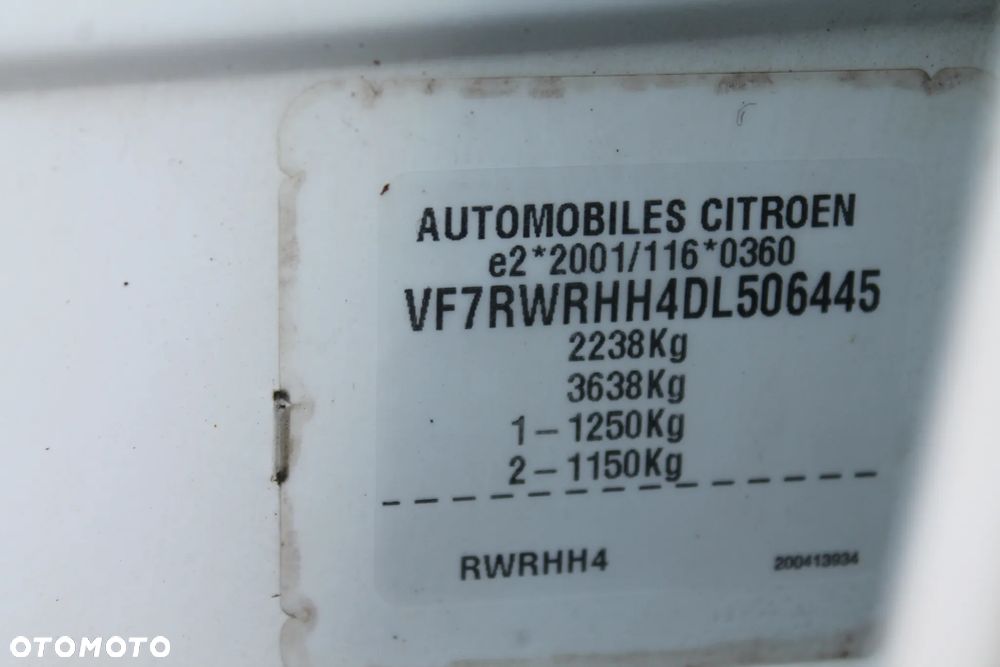 AUTOMOBILES CITROEN
e2*2001/116*0360
VF7RWRHH4DL506445
2238Kg
3638Kg
1 – 1250Kg
2 – 1150Kg
RWRHH4 200413934
OTOMOTO